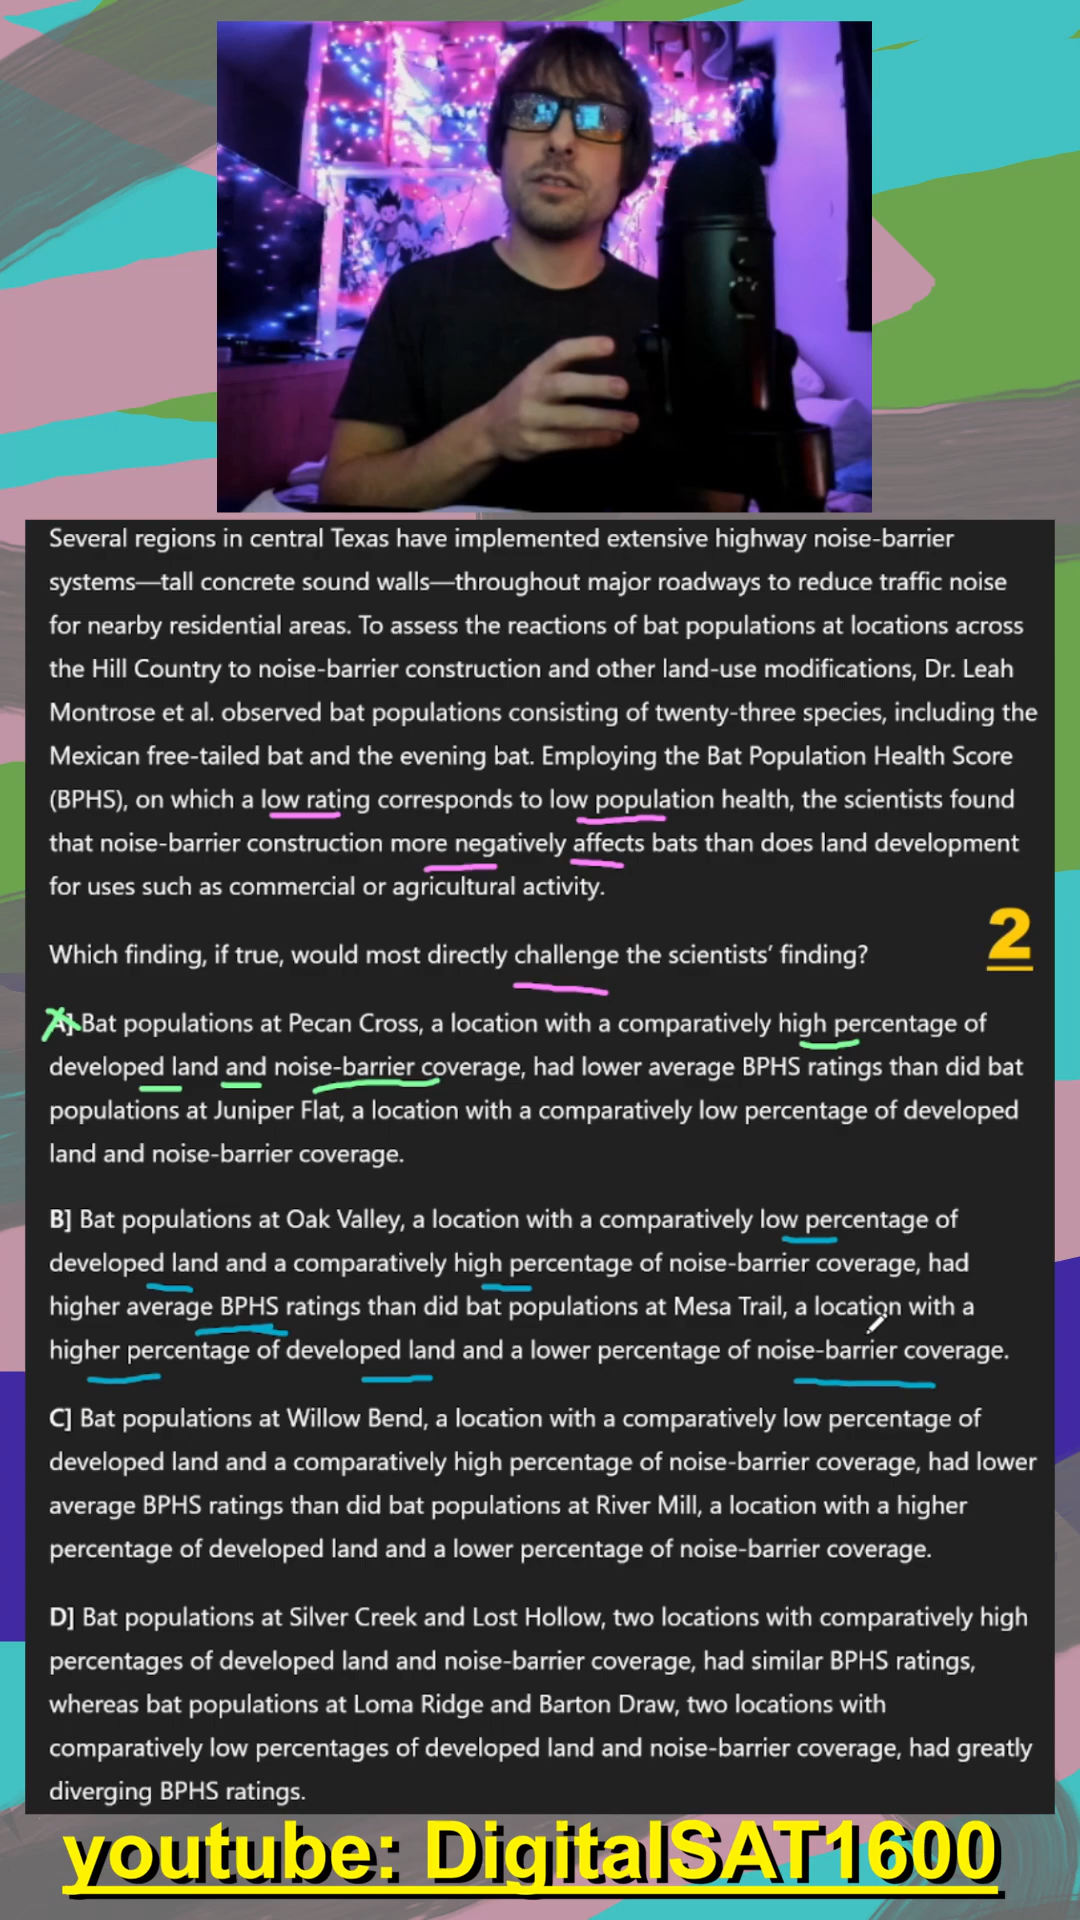 Several regions in central Texas have implemented extensive highway noise-barrier
systems—tall concrete sound walls—throughout major roadways to reduce traffic noise
for nearby residential areas. To assess the reactions of bat populations at locations across
the Hill Country to noise-barrier construction and other land-use modifications, Dr. Leah
Montrose et al. observed bat populations consisting of twenty-three species, including the
Mexican free-tailed bat and the evening bat. Employing the Bat Population Health Score
(BPHS), on which a low rating corresponds to low population health, the scientists found
that noise-barrier construction more negatively affects bats than does land development
for uses such as commercial or agricultural activity.
Which finding, if true, would most directly challenge the scientists’ finding?
2
A] Bat populations at Pecan Cross, a location with a comparatively high percentage of
developed land and noise-barrier coverage, had lower average BPHS ratings than did bat
populations at Juniper Flat, a location with a comparatively low percentage of developed
land and noise-barrier coverage.
B] Bat populations at Oak Valley, a location with a comparatively low percentage of
developed land and a comparatively high percentage of noise-barrier coverage, had
higher average BPHS ratings than did bat populations at Mesa Trail, a location with a
higher percentage of developed land and a lower percentage of noise-barrier coverage.
C] Bat populations at Willow Bend, a location with a comparatively low percentage of
developed land and a comparatively high percentage of noise-barrier coverage, had lower
average BPHS ratings than did bat populations at River Mill, a location with a higher
percentage of developed land and a lower percentage of noise-barrier coverage.
D] Bat populations at Silver Creek and Lost Hollow, two locations with comparatively high
percentages of developed land and noise-barrier coverage, had similar BPHS ratings,
whereas bat populations at Loma Ridge and Barton Draw, two locations with
comparatively low percentages of developed land and noise-barrier coverage, had greatly
diverging BPHS ratings.
youtube: DigitalSAT1600